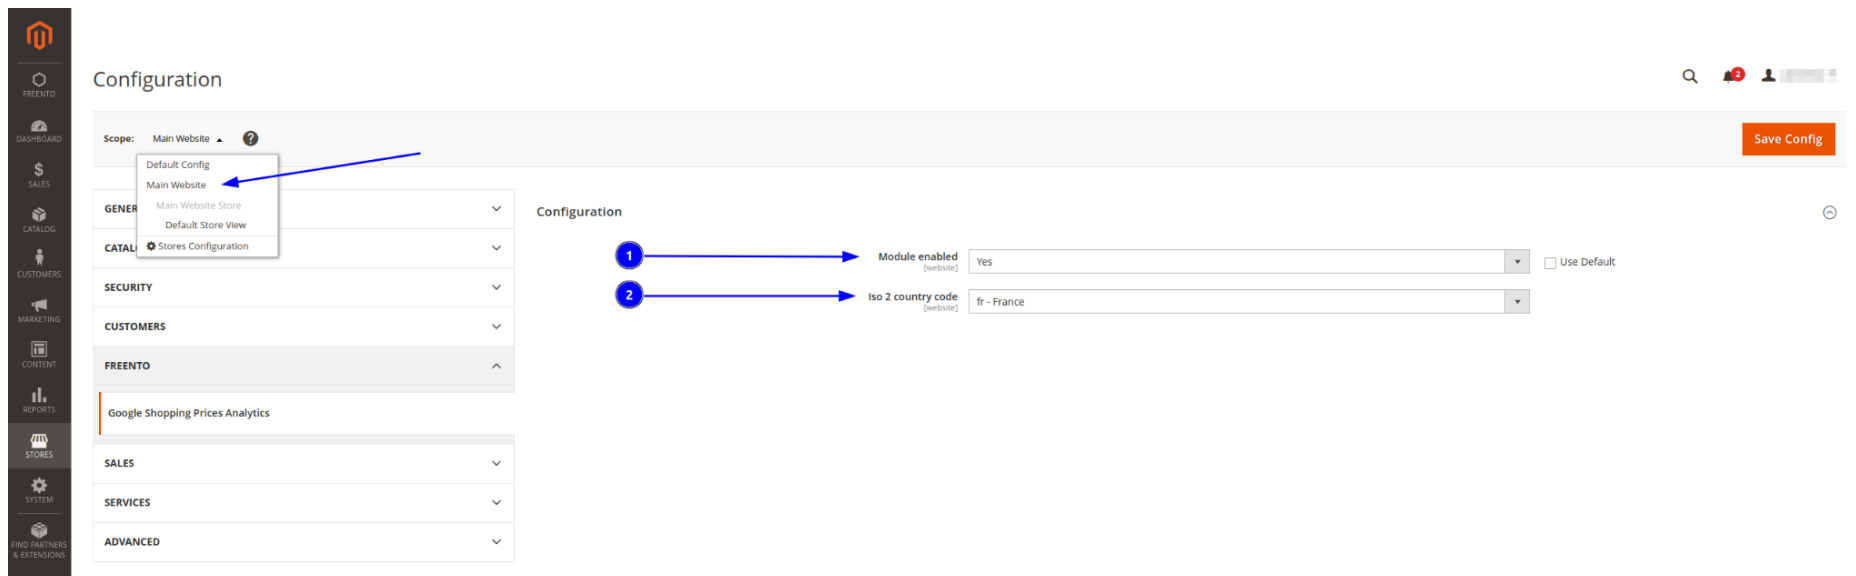 FREENTO
DASHBOARD
SALES
CATALOG
CUSTOMERS
MARKETING
CONTENT
REPORTS
STORES
SYSTEM
FIND PARTNERS
& EXTENSIONS
Configuration
2
Scope: Main Website ?
Save Config
Default Config
Main Website
Main Website Store
Default Store View
Stores Configuration
GENER
CATAL
SECURITY
CUSTOMERS
FREENTO
Google Shopping Prices Analytics
SALES
SERVICES
ADVANCED
Configuration
1 Module enabled Yes Use Default
[website]
2 Iso 2 country code fr - France
[website]